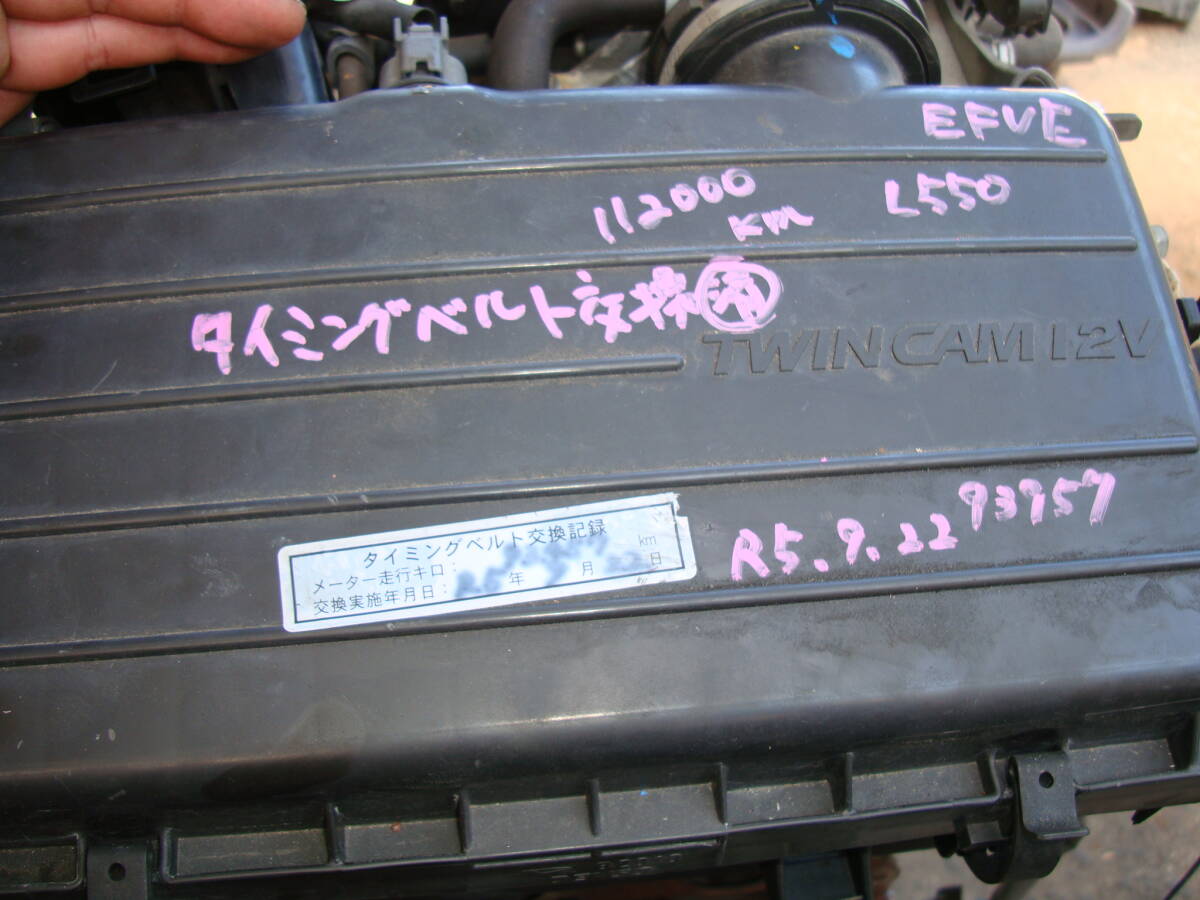 EFVE
112000
km
L550
タイミングベルト交換済
TWIN CAM 12V
93957
R5.9.22
タイミングベルト交換記録
メーター走行キロ: km
交換実施年月日: 年 月 日